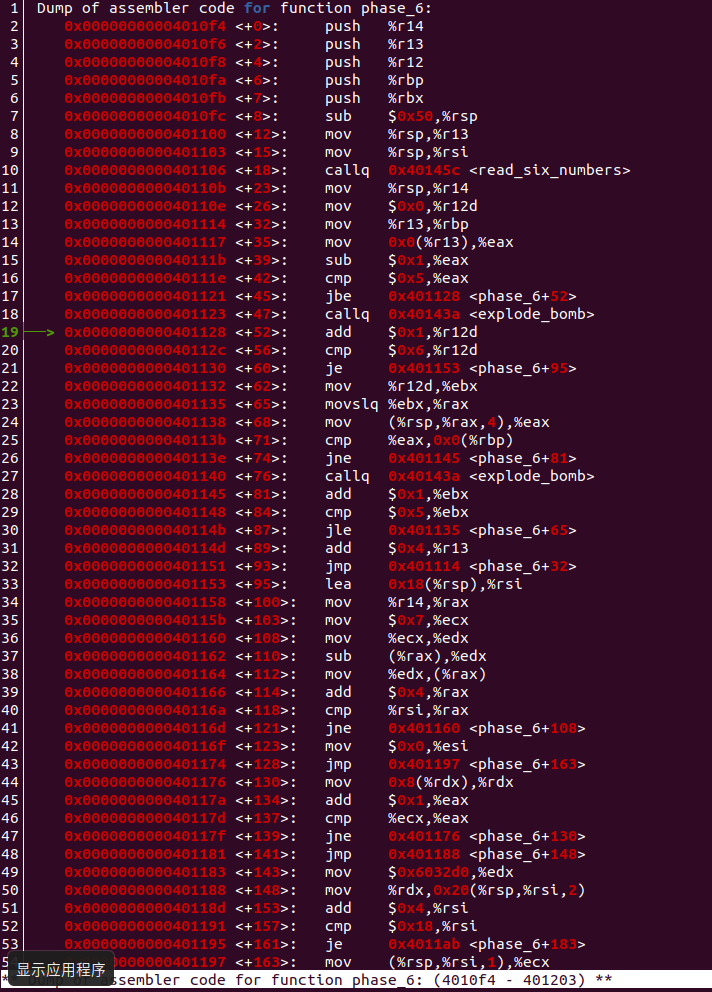 1 Dump of assembler code for function phase_6:
2 0x00000000004010f4 <+0>: push %r14
3 0x00000000004010f6 <+2>: push %r13
4 0x00000000004010f8 <+4>: push %r12
5 0x00000000004010fa <+6>: push %rbp
6 0x00000000004010fb <+7>: push %rbx
7 0x00000000004010fc <+8>: sub $0x50,%rsp
8 0x0000000000401100 <+12>: mov %rsp,%r13
9 0x0000000000401103 <+15>: mov %rsp,%rsi
10 0x0000000000401106 <+18>: callq 0x40145c <read_six_numbers>
11 0x000000000040110b <+23>: mov %rsp,%r14
12 0x000000000040110e <+26>: mov $0x0,%r12d
13 0x0000000000401114 <+32>: mov %r13,%rbp
14 0x0000000000401117 <+35>: mov 0x0(%r13),%eax
15 0x000000000040111b <+39>: sub $0x1,%eax
16 0x000000000040111e <+42>: cmp $0x5,%eax
17 0x0000000000401121 <+45>: jbe 0x401128 <phase_6+52>
18 0x0000000000401123 <+47>: callq 0x40143a <explode_bomb>
19 ──> 0x0000000000401128 <+52>: add $0x1,%r12d
20 0x000000000040112c <+56>: cmp $0x6,%r12d
21 0x0000000000401130 <+60>: je 0x401153 <phase_6+95>
22 0x0000000000401132 <+62>: mov %r12d,%ebx
23 0x0000000000401135 <+65>: movslq %ebx,%rax
24 0x0000000000401138 <+68>: mov (%rsp,%rax,4),%eax
25 0x000000000040113b <+71>: cmp %eax,0x0(%rbp)
26 0x000000000040113e <+74>: jne 0x401145 <phase_6+81>
27 0x0000000000401140 <+76>: callq 0x40143a <explode_bomb>
28 0x0000000000401145 <+81>: add $0x1,%ebx
29 0x0000000000401148 <+84>: cmp $0x5,%ebx
30 0x000000000040114b <+87>: jle 0x401135 <phase_6+65>
31 0x000000000040114d <+89>: add $0x4,%r13
32 0x0000000000401151 <+93>: jmp 0x401114 <phase_6+32>
33 0x0000000000401153 <+95>: lea 0x18(%rsp),%rsi
34 0x0000000000401158 <+100>: mov %r14,%rax
35 0x000000000040115b <+103>: mov $0x7,%ecx
36 0x0000000000401160 <+108>: mov %ecx,%edx
37 0x0000000000401162 <+110>: sub (%rax),%edx
38 0x0000000000401164 <+112>: mov %edx,(%rax)
39 0x0000000000401166 <+114>: add $0x4,%rax
40 0x000000000040116a <+118>: cmp %rsi,%rax
41 0x000000000040116d <+121>: jne 0x401160 <phase_6+108>
42 0x000000000040116f <+123>: mov $0x0,%esi
43 0x0000000000401174 <+128>: jmp 0x401197 <phase_6+163>
44 0x0000000000401176 <+130>: mov 0x8(%rdx),%rdx
45 0x000000000040117a <+134>: add $0x1,%eax
46 0x000000000040117d <+137>: cmp %ecx,%eax
47 0x000000000040117f <+139>: jne 0x401176 <phase_6+130>
48 0x0000000000401181 <+141>: jmp 0x401188 <phase_6+148>
49 0x0000000000401183 <+143>: mov $0x6032d0,%edx
50 0x0000000000401188 <+148>: mov %rdx,0x20(%rsp,%rsi,2)
51 0x000000000040118d <+153>: add $0x4,%rsi
52 0x0000000000401191 <+157>: cmp $0x18,%rsi
53 0x0000000000401195 <+161>: je 0x4011ab <phase_6+183>
0x0000000000401197 <+163>: mov (%rsp,%rsi,1),%ecx
显示应用程序
assembler code for function phase_6: (4010f4 - 401203) **